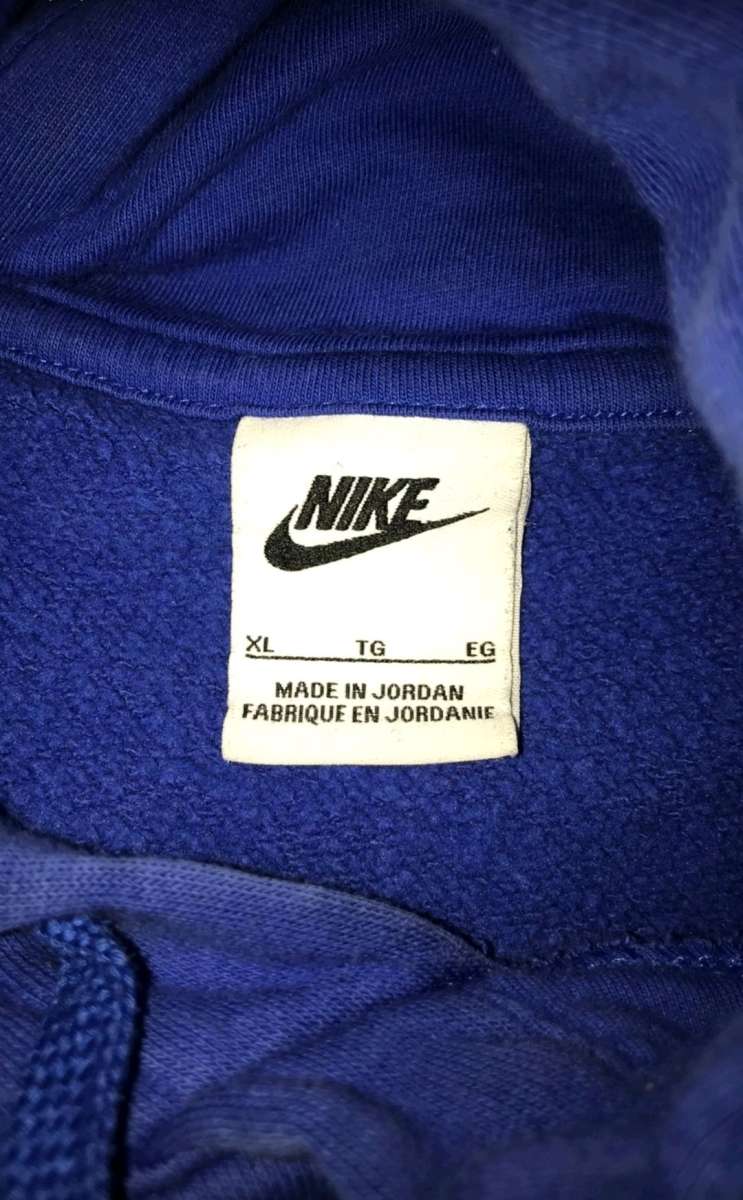 NIKE
XL TG EG
MADE IN JORDAN
FABRIQUE EN JORDANIE